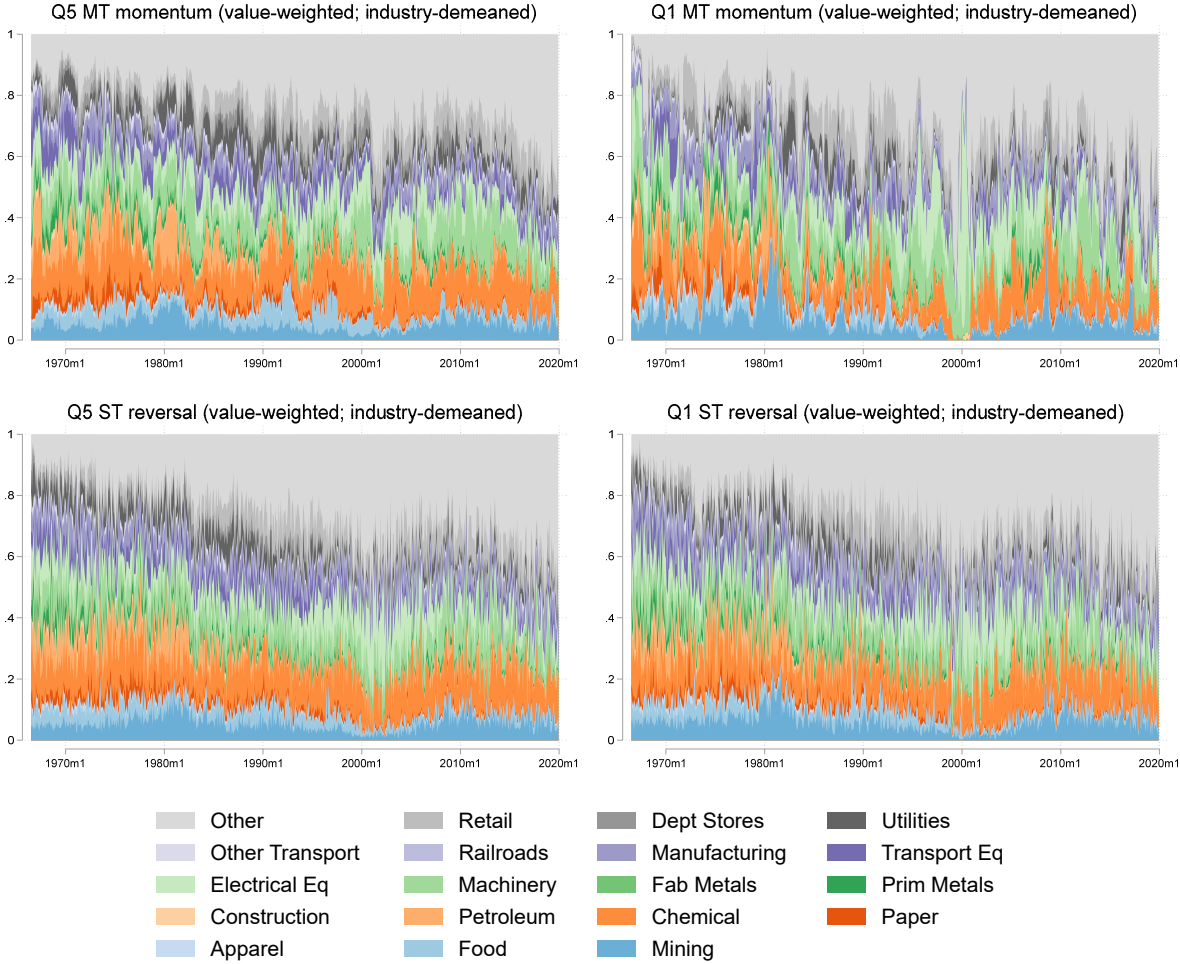 Q5 MT momentum (value-weighted; industry-demeaned)
1
.8
.6
.4
.2
0
1970m1 1980m1 1990m1 2000m1 2010m1 2020m1
Q1 MT momentum (value-weighted; industry-demeaned)
1
.8
.6
.4
.2
0
1970m1 1980m1 1990m1 2000m1 2010m1 2020m1
Q5 ST reversal (value-weighted; industry-demeaned)
1
.8
.6
.4
.2
0
1970m1 1980m1 1990m1 2000m1 2010m1 2020m1
Q1 ST reversal (value-weighted; industry-demeaned)
1
.8
.6
.4
.2
0
1970m1 1980m1 1990m1 2000m1 2010m1 2020m1
Other Retail Dept Stores Utilities
Other Transport Railroads Manufacturing Transport Eq
Electrical Eq Machinery Fab Metals Prim Metals
Construction Petroleum Chemical Paper
Apparel Food Mining